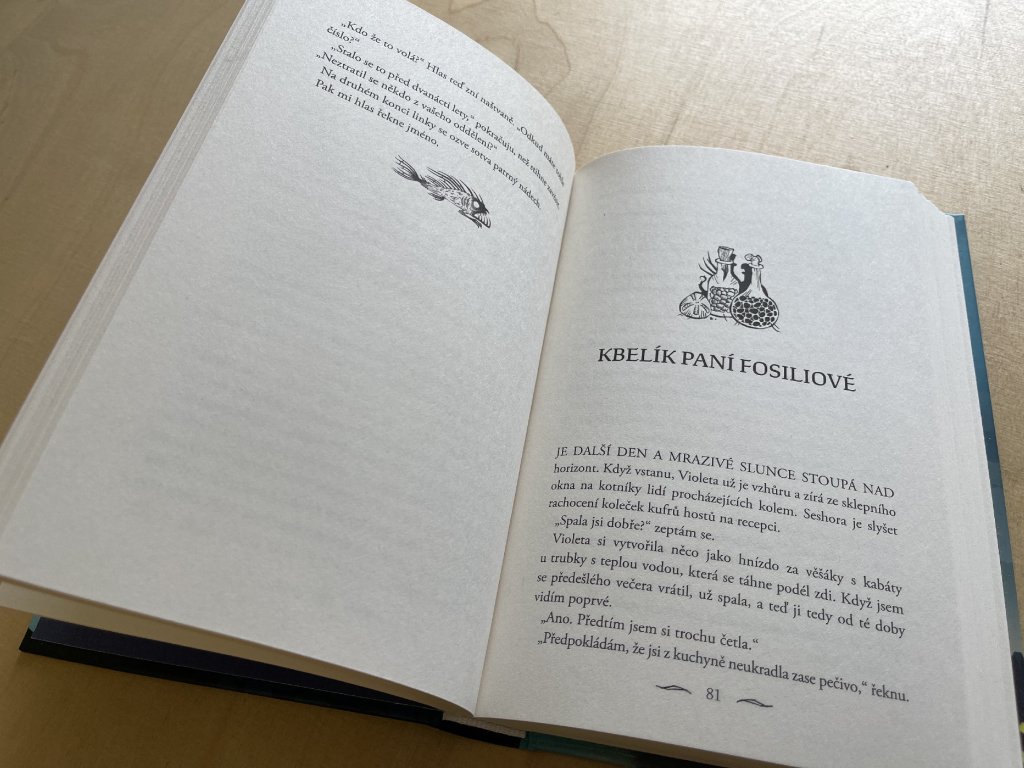 „Kdo že to volá?“ Hlas teď zní naštvaně. „Odkud máte tohle
číslo?“
„Stalo se to před dvanácti lety,“ pokračuju, než stihne zavěsit.
„Neztratil se někdo z vašeho oddělení?“
Na druhém konci linky se ozve sotva patrný nádech.
Pak mi hlas řekne jméno.
KBELÍK PANÍ FOSILIOVÉ
JE DALŠÍ DEN A MRAZIVÉ SLUNCE STOUPÁ NAD
horizont. Když vstanu, Violeta už je vzhůru a zírá ze sklepního
okna na kotníky lidí procházejících kolem. Seshora je slyšet
rachocení koleček kufrů hostů na recepci.
„Spala jsi dobře?“ zeptám se.
Violeta si vytvořila něco jako hnízdo za věšáky s kabáty
u trubky s teplou vodou, která se táhne podél zdi. Když jsem
se předešlého večera vrátil, už spala, a teď ji tedy od té doby
vidím poprvé.
„Ano. Předtím jsem si trochu četla.“
„Předpokládám, že jsi z kuchyně neukradla zase pečivo,“ řeknu.
81